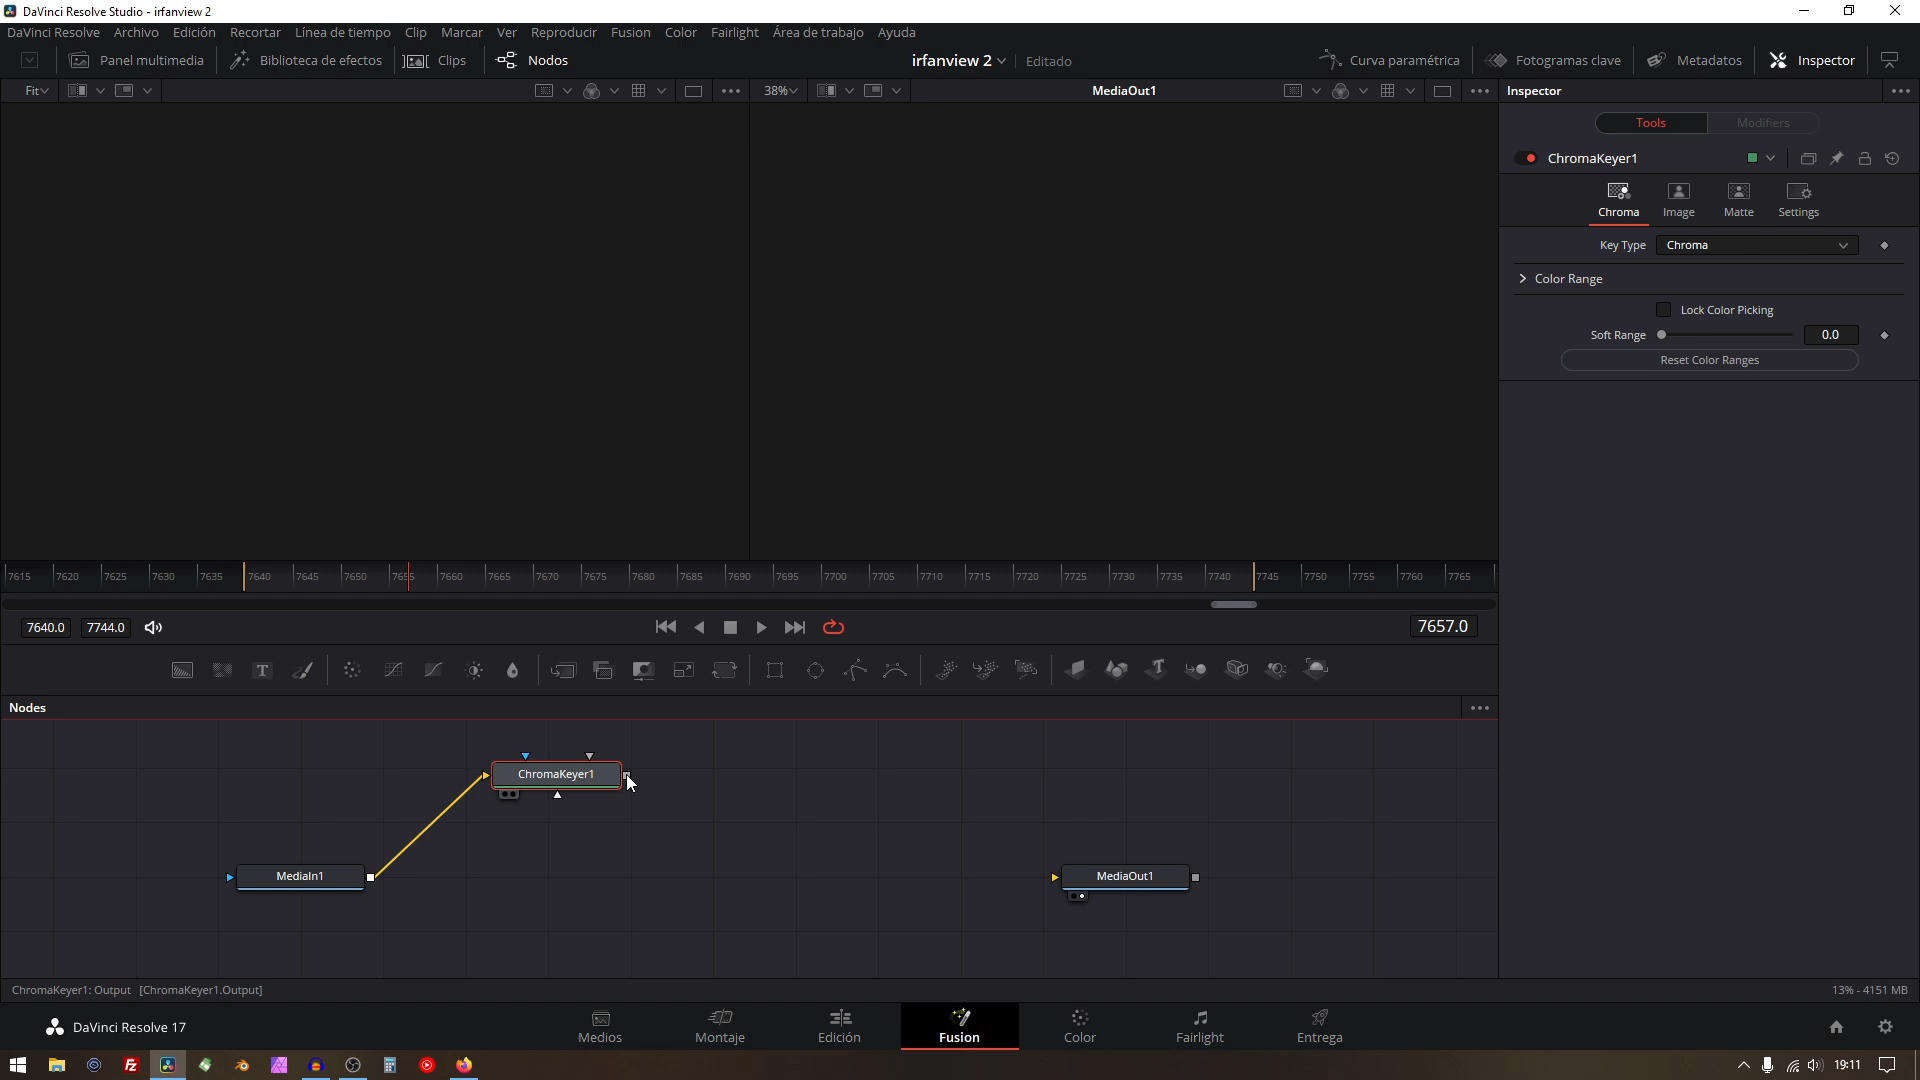 DaVinci Resolve Studio - irfanview 2
DaVinci Resolve Archivo Edición Recortar Línea de tiempo Clip Marcar Ver Reproducir Fusion Color Fairlight Área de trabajo Ayuda
Panel multimedia Biblioteca de efectos Clips Nodos irfanview 2 Editado Curva paramétrica Fotogramas clave Metadatos Inspector
Fit 38% MediaOut1 Inspector
Tools Modifiers
ChromaKeyer1
Chroma Image Matte Settings
Key Type Chroma
Color Range
Lock Color Picking
Soft Range 0.0
Reset Color Ranges
7615 7620 7625 7630 7635 7640 7645 7650 7655 7660 7665 7670 7675 7680 7685 7690 7695 7700 7705 7710 7715 7720 7725 7730 7735 7740 7745 7750 7755 7760 7765
7640.0 7744.0 7657.0
Nodes
ChromaKeyer1
MediaIn1 MediaOut1
ChromaKeyer1: Output [ChromaKeyer1.Output] 13% - 4151 MB
DaVinci Resolve 17 Medios Montaje Edición Fusion Color Fairlight Entrega
19:11